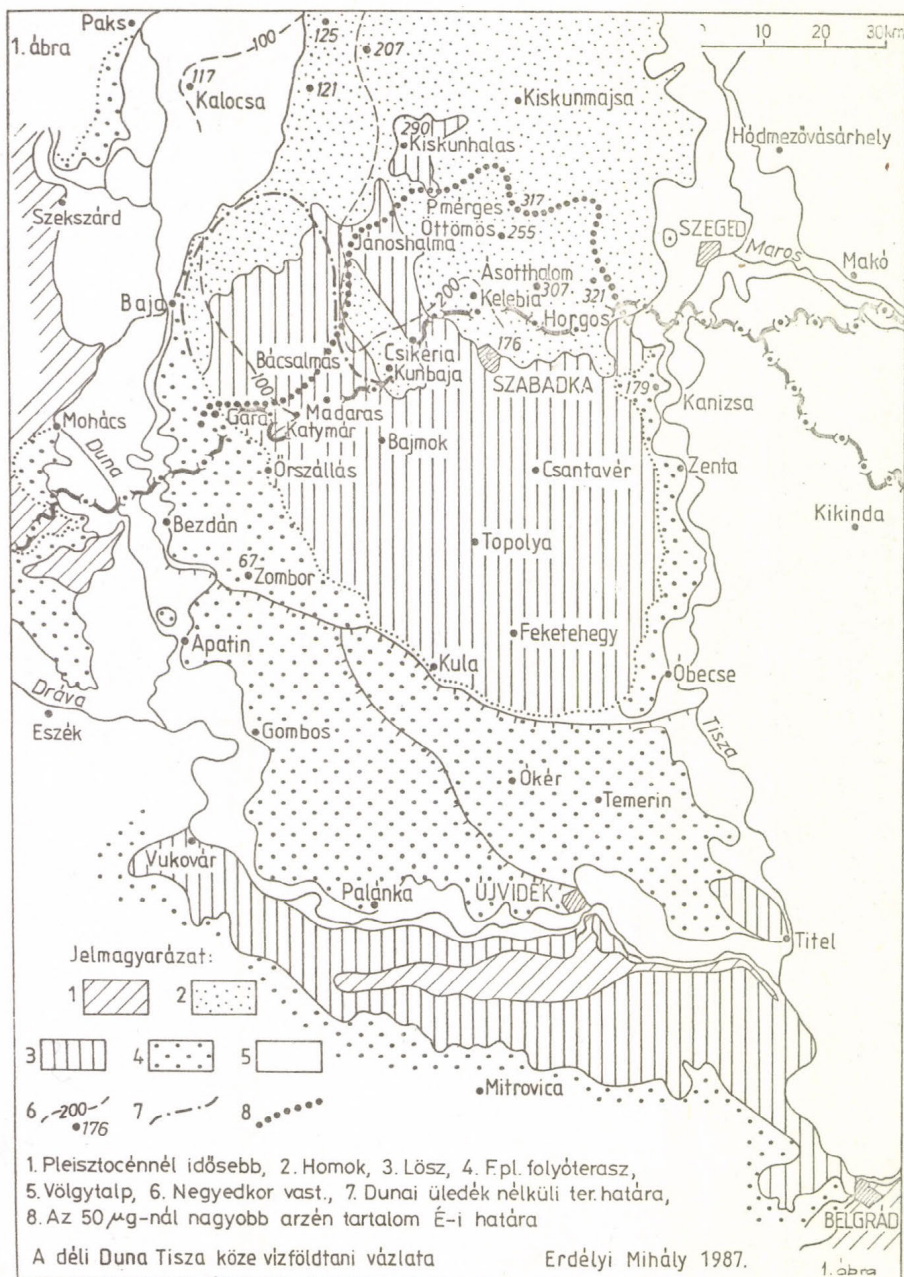 Paks
1. ábra
100
125
207
0 10 20 30km
117
Kalocsa
121
Kiskunmajsa
290
Kiskunhalas
Hódmezővásárhely
Szekszárd
P.mérges
317
Öttömös
255
SZEGED
Jánoshalma
Maros
Makó
Ásotthalom
307
321
200
Kelebia
Baja
Horgos
176
Bácsalmás
Csikéria
Kunbaja
SZABADKA
100
179
Kanizsa
Gara
Madaras
Katymár
Mohács
Duna
Bajmok
Zenta
Őrszállás
Csantavér
Kikinda
Bezdán
Topolya
67
Zombor
Feketehegy
Apatin
Kula
Óbecse
Dráva
Eszék
Gombos
Tisza
Ókér
Temerin
Vukovár
Palánka
ÚJVIDÉK
Titel
Jelmagyarázat:
1 2
3 4 5
6 200 176 7 8
Mitrovica
1. Pleisztocénnél idősebb, 2. Homok, 3. Lösz, 4. F.pl. folyóterasz,
5. Völgytalp, 6. Negyedkor vast., 7. Dunai üledék nélküli ter. határa,
8. Az 50 µg-nál nagyobb arzén tartalom É-i határa
BELGRÁD
A déli Duna Tisza köze vízföldtani vázlata Erdélyi Mihály 1987.
1. ábra